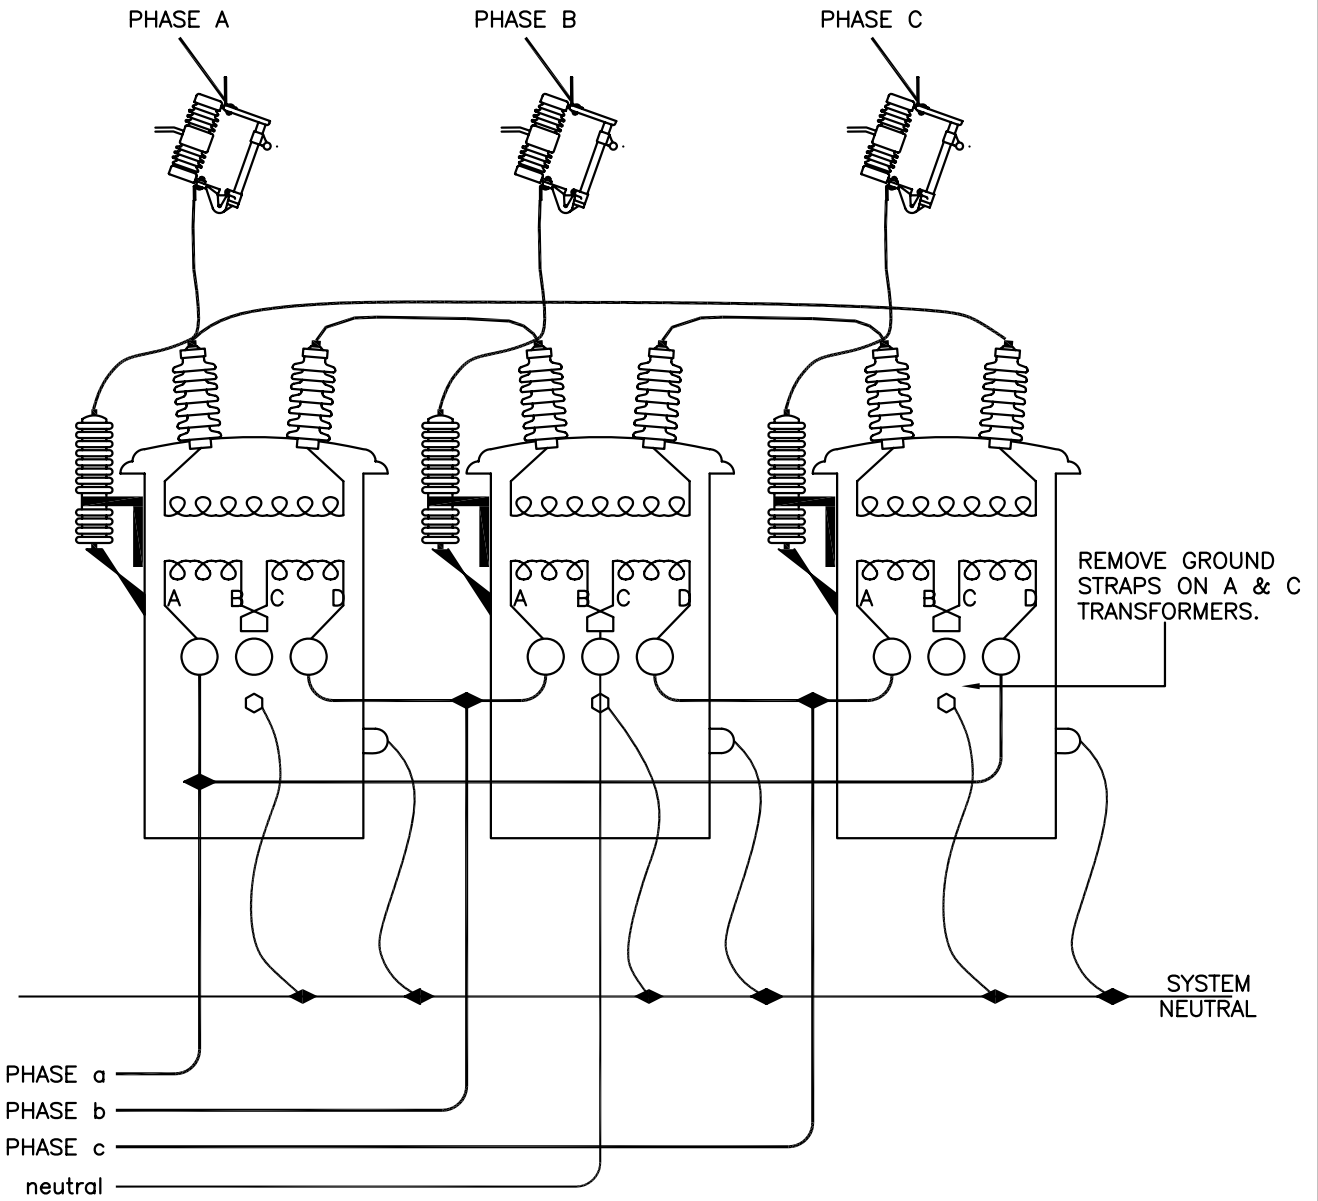 PHASE A
PHASE B
PHASE C
REMOVE GROUND
STRAPS ON A & C
TRANSFORMERS.
A B C D
A B C D
A B C D
SYSTEM
NEUTRAL
PHASE a
PHASE b
PHASE c
neutral